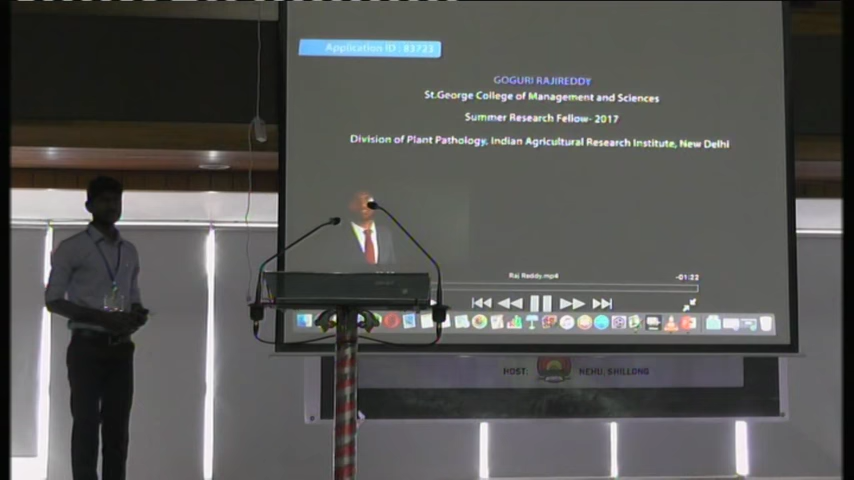 Application ID : 83723
GOGURI RAJIREDDY
St.George College of Management and Sciences
Summer Research Fellow- 2017
Division of Plant Pathology, Indian Agricultural Research Institute, New Delhi
Raj Reddy.mp4
-01:22
HOST: NEHU, SHILLONG